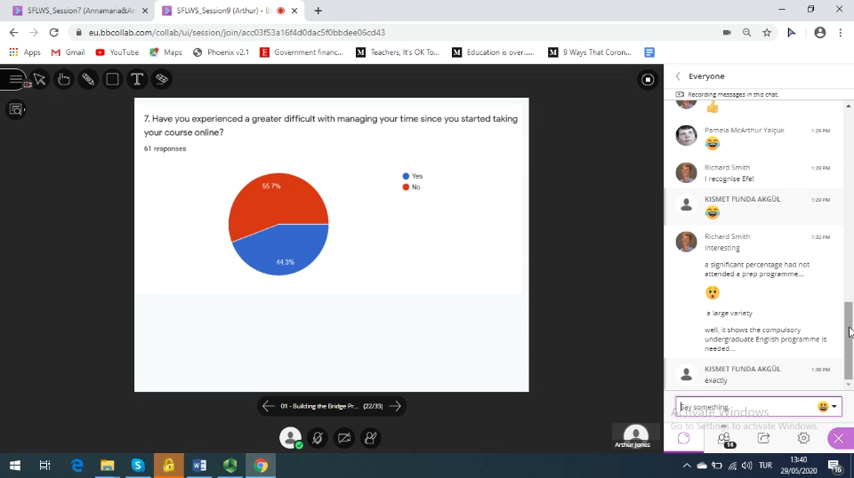 SFLWS_Session7 (Annamaria&An
SFLWS_Session9 (Arthur) - Bl
eu.bbcollab.com/collab/ui/session/join/acc03f53a16f4d0dac5f0bbdee06cd43
Apps
Gmail
YouTube
Maps
Phoenix v2.1
Government financ...
Teachers, It's OK To...
Education is over......
9 Ways That Coron...
7. Have you experienced a greater difficult with managing your time since you started taking
your course online?
61 responses
55.7%
44.3%
Yes
No
01 - Building the Bridge Pr... (22/33)
Arthur Jones
Everyone
Recording messages in this chat.
Pamela McArthur Yalçuk 1:29 PM
Richard Smith 1:29 PM
I recognise Efe!
KISMET FUNDA AKGÜL 1:29 PM
Richard Smith 1:32 PM
Interesting
a significant percentage had not
attended a prep programme...
a large variety
well, it shows the compulsory
undergraduate English programme is
needed...
KISMET FUNDA AKGÜL 1:38 PM
exactly
Say something
Activate Windows
Go to Settings to activate Windows.
14
TUR
13:40
29/05/2020
16